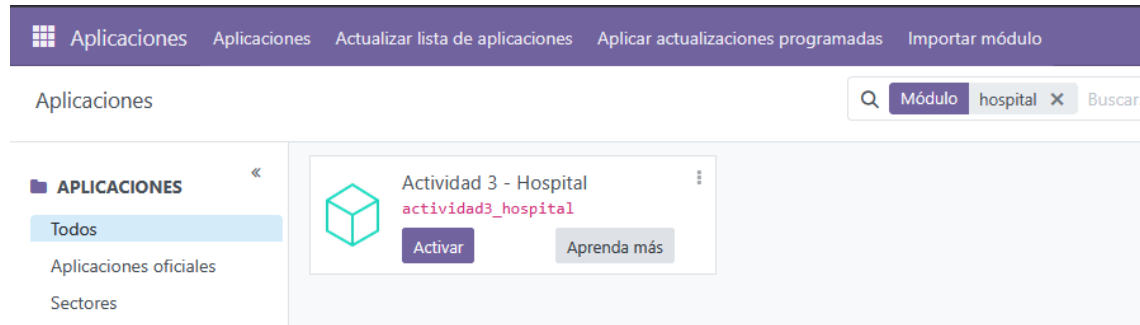 Aplicaciones Aplicaciones Actualizar lista de aplicaciones Aplicar actualizaciones programadas Importar módulo
Aplicaciones
Módulo hospital Buscar
APLICACIONES
Todos
Aplicaciones oficiales
Sectores
Actividad 3 - Hospital
actividad3_hospital
Activar Aprenda más